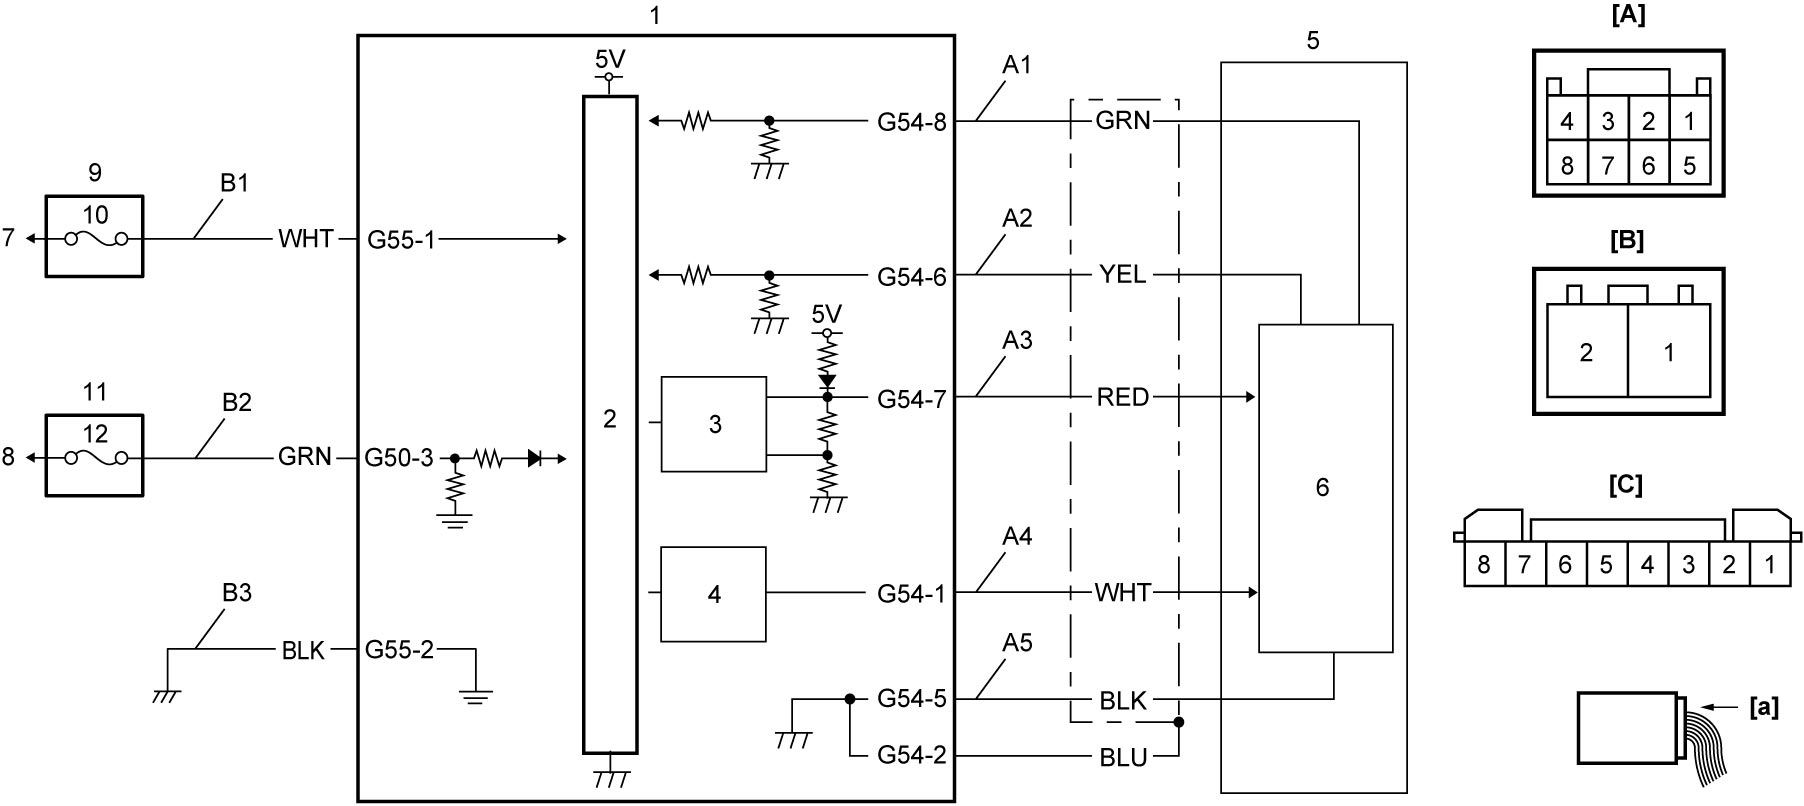 1
5V
2
G54-8
A1
GRN
5
[A]
4 3 2 1
8 7 6 5
9
10
7
B1
WHT
G55-1
G54-6
A2
YEL
[B]
2 1
5V
3
G54-7
A3
RED
6
11
12
8
B2
GRN
G50-3
[C]
8 7 6 5 4 3 2 1
4
G54-1
A4
WHT
B3
BLK
G55-2
G54-5
A5
BLK
G54-2
BLU
[a]